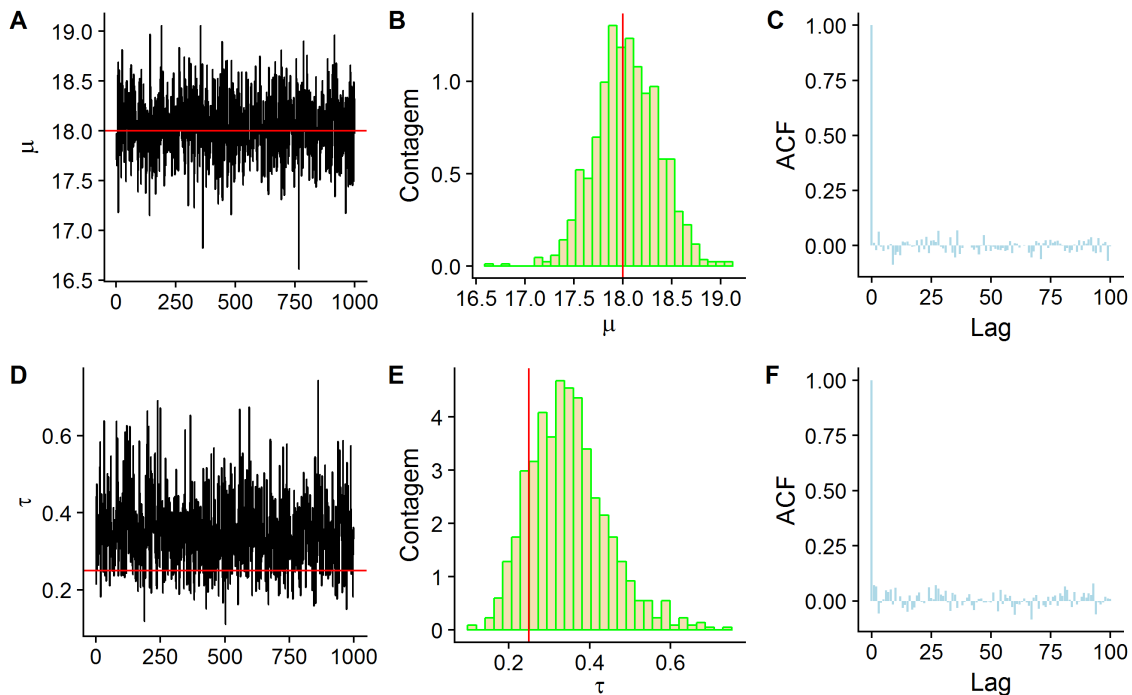 A
19.0
18.5
18.0
17.5
17.0
16.5
μ
0 250 500 750 1000
B
1.0
0.5
0.0
Contagem
16.5 17.0 17.5 18.0 18.5 19.0
μ
C
1.00
0.75
0.50
0.25
0.00
ACF
0 25 50 75 100
Lag
D
0.6
0.4
0.2
τ
0 250 500 750 1000
E
4
3
2
1
0
Contagem
0.2 0.4 0.6
τ
F
1.00
0.75
0.50
0.25
0.00
ACF
0 25 50 75 100
Lag